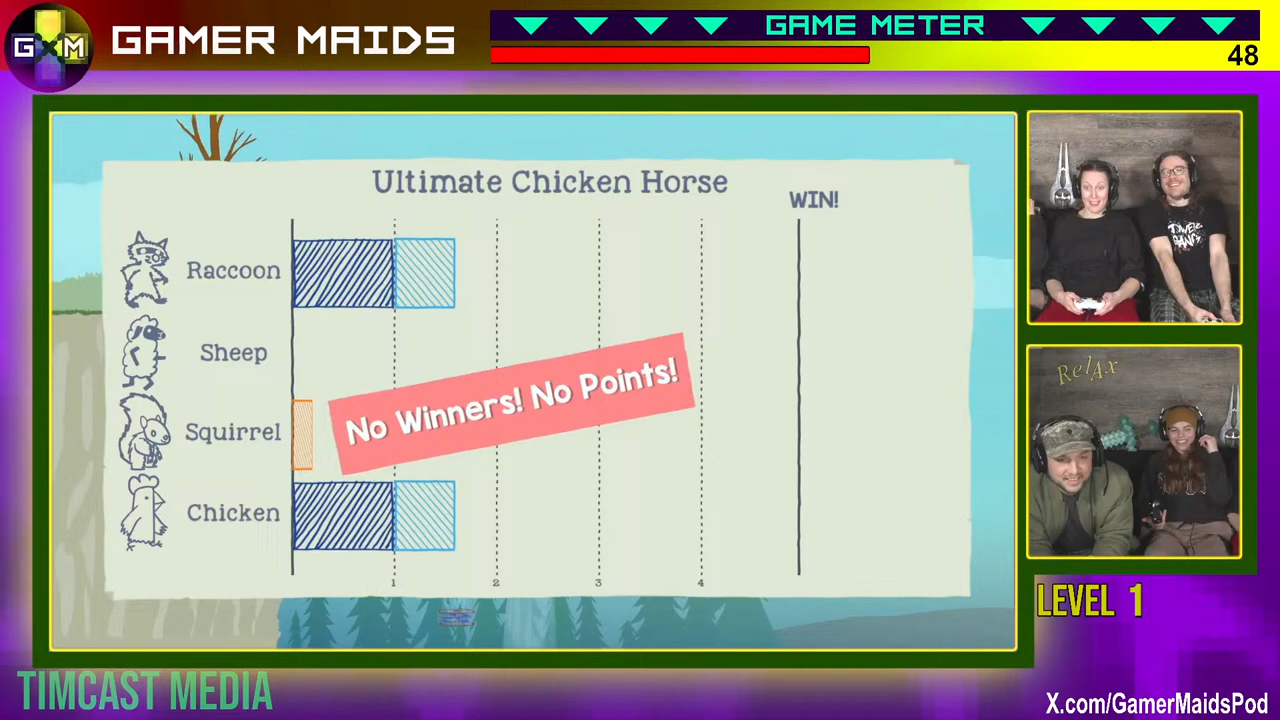 GXM
GAMER MAIDS
GAME METER
48
Ultimate Chicken Horse
WIN!
Raccoon
Sheep
Squirrel
Chicken
No Winners! No Points!
1 2 3 4
RelAx
LEVEL 1
TIMCAST MEDIA
X.com/GamerMaidsPod